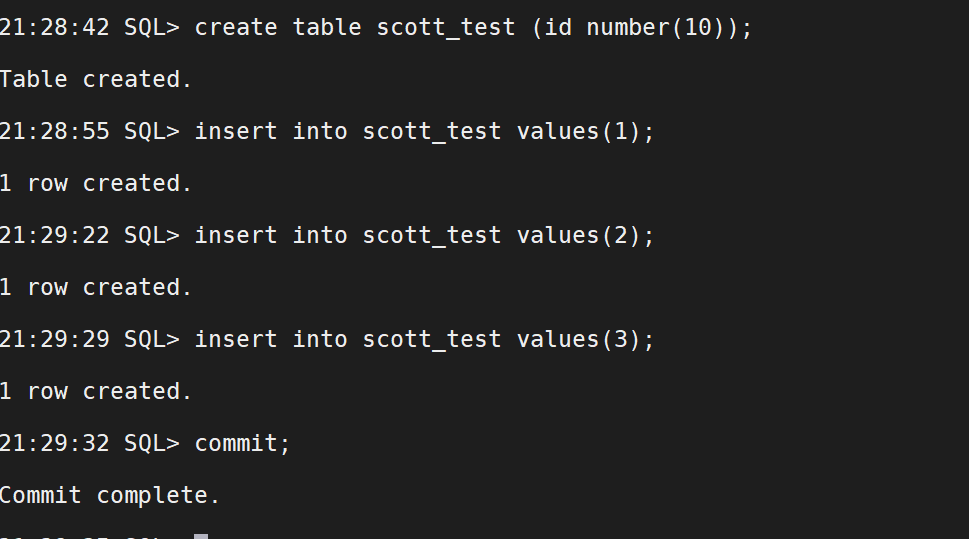 21:28:42 SQL> create table scott_test (id number(10));
Table created.
21:28:55 SQL> insert into scott_test values(1);
1 row created.
21:29:22 SQL> insert into scott_test values(2);
1 row created.
21:29:29 SQL> insert into scott_test values(3);
1 row created.
21:29:32 SQL> commit;
Commit complete.